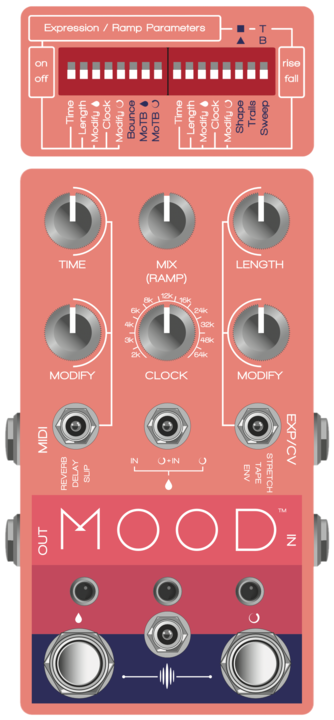 Expression / Ramp Parameters
■ - T
▲ B
on
off
rise
fall
Time
Length
Modify
Clock
Modify
Bounce
MoTB
MoTB
Time
Length
Modify
Clock
Modify
Shape
Trails
Sweep
TIME
MIX
(RAMP)
LENGTH
MODIFY
CLOCK
MODIFY
2k
3k
4k
6k
8k
12k
16k
24k
32k
48k
64k
MIDI
EXP/CV
REVERB
DELAY
SLIP
IN
+IN
STRETCH
TAPE
ENV
OUT
MOOD™
IN